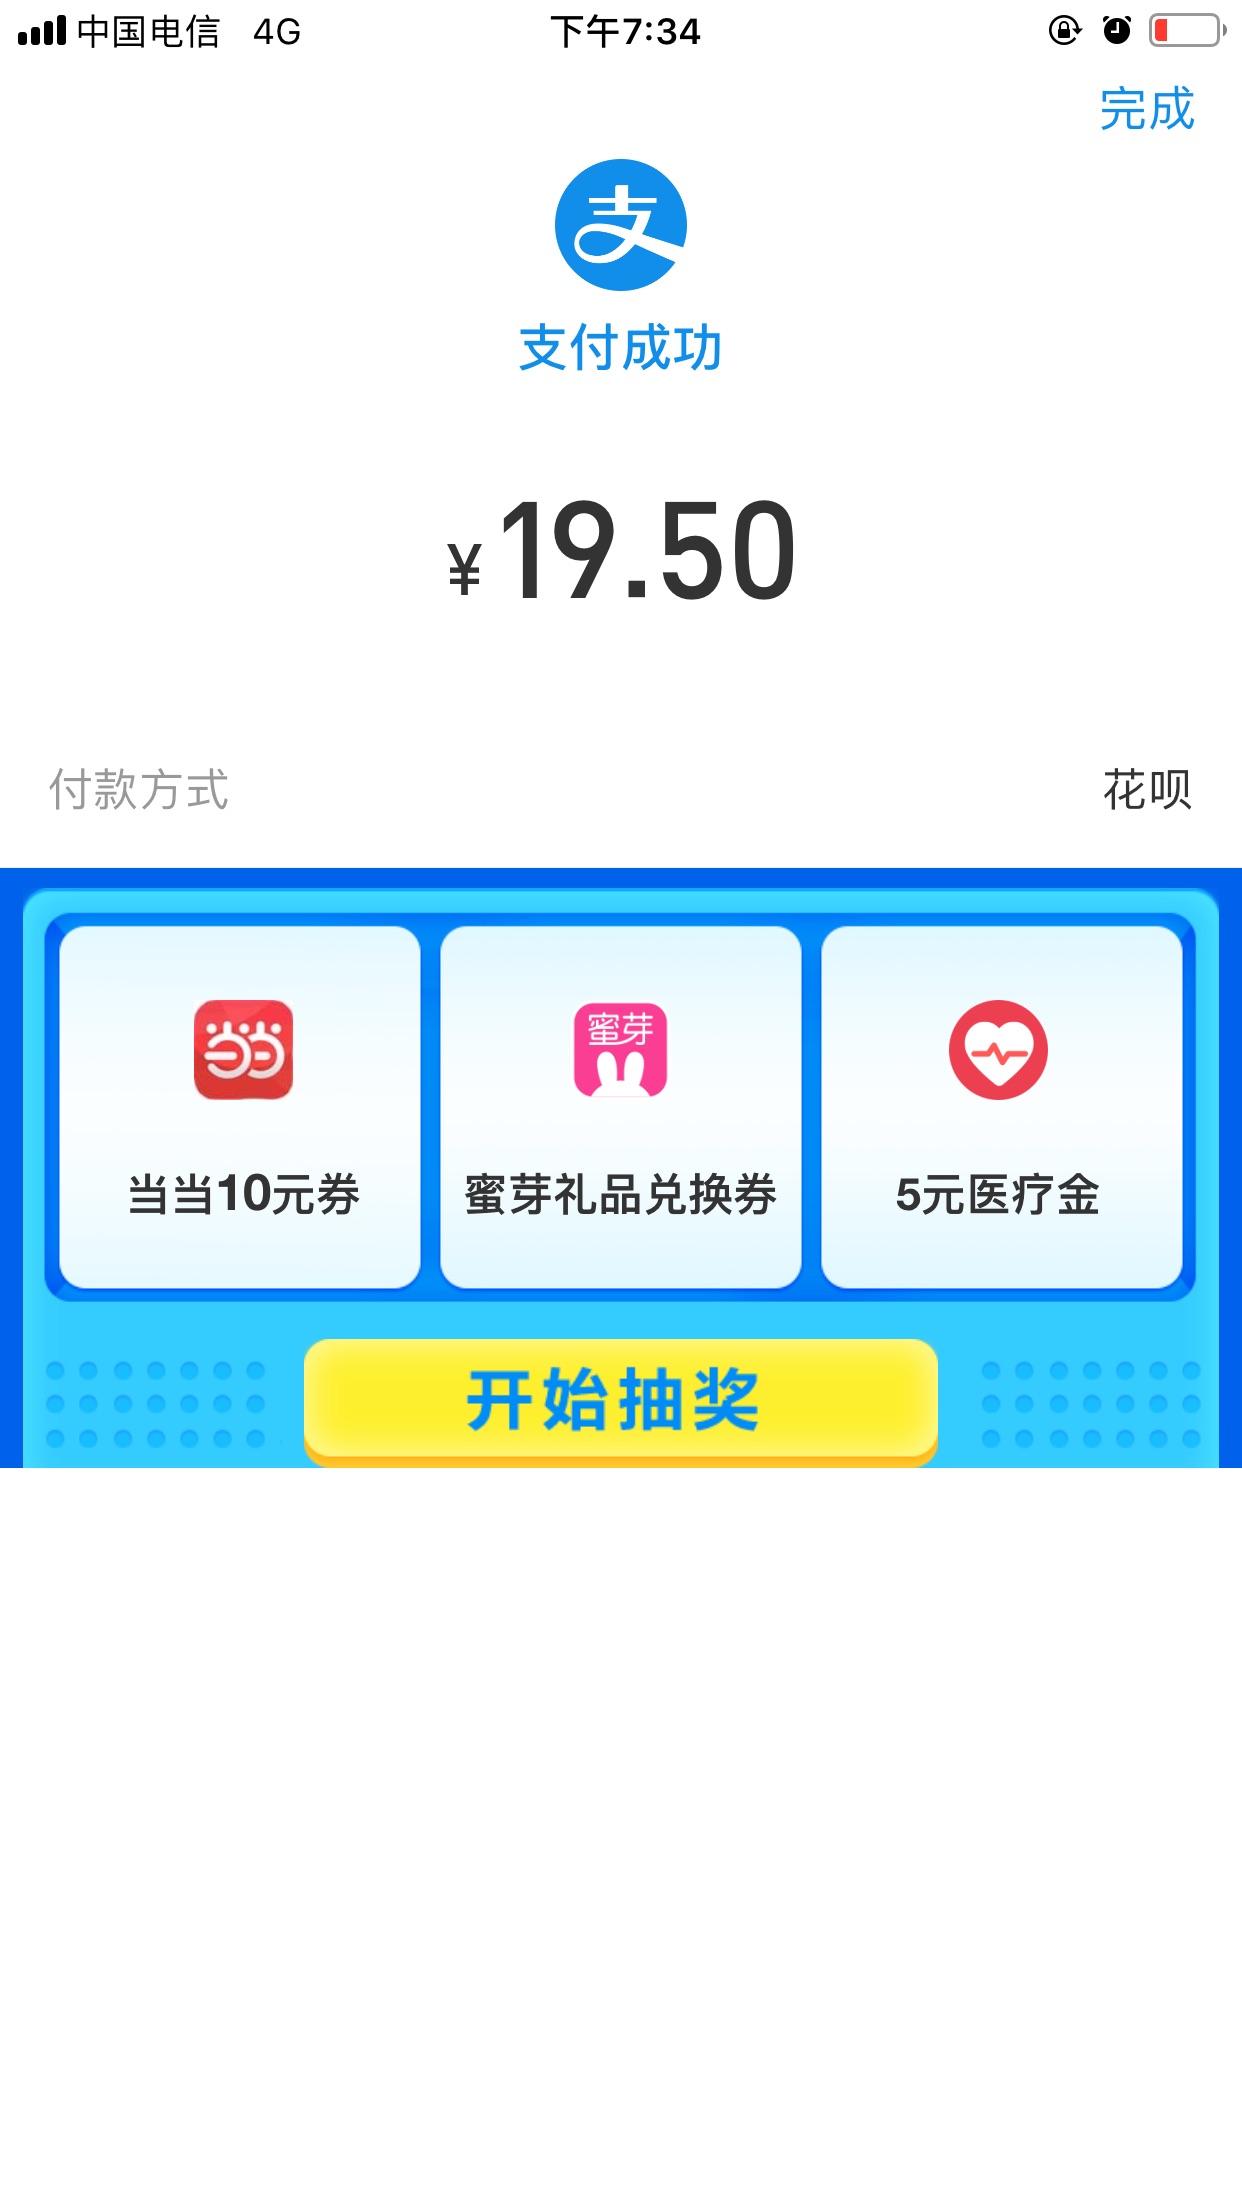 中国电信 4G 下午7:34
完成
支
支付成功
¥19.50
付款方式 花呗
当当
蜜芽
当当10元券 蜜芽礼品兑换券 5元医疗金
开始抽奖